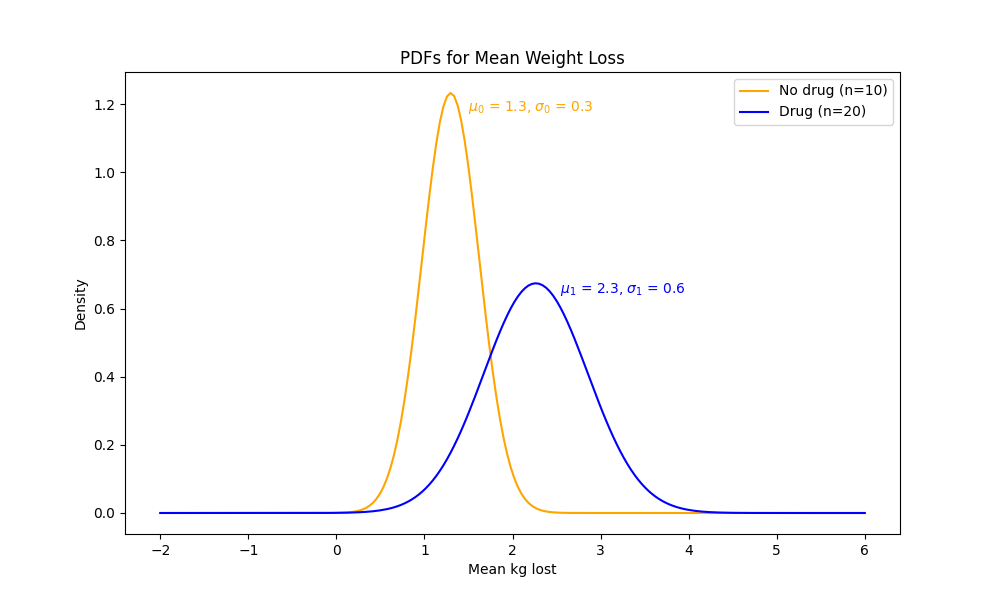 PDFs for Mean Weight Loss
No drug (n=10)
Drug (n=20)
μ₀ = 1.3, σ₀ = 0.3
μ₁ = 2.3, σ₁ = 0.6
Density
1.2
1.0
0.8
0.6
0.4
0.2
0.0
−2 −1 0 1 2 3 4 5 6
Mean kg lost